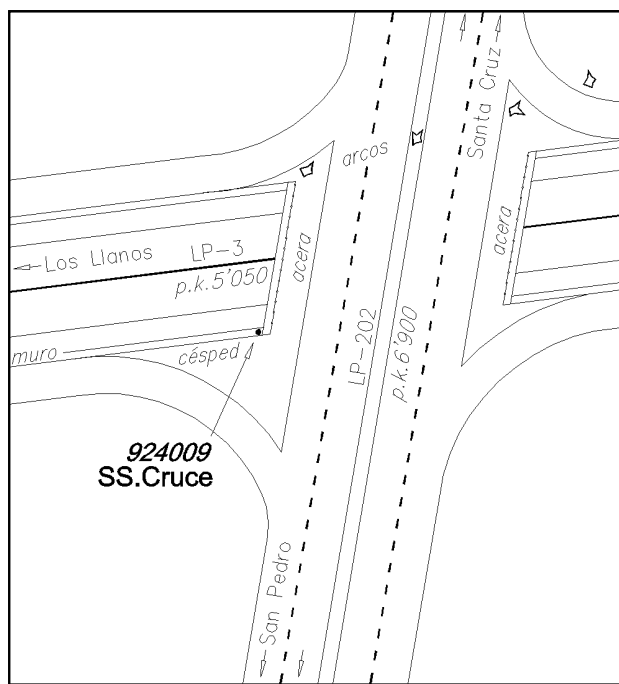 Santa Cruz
arcos
acera
acera
Los Llanos LP-3
p.k.5'050
muro
césped
LP-202
p.k.6'900
924009
SS.Cruce
San Pedro